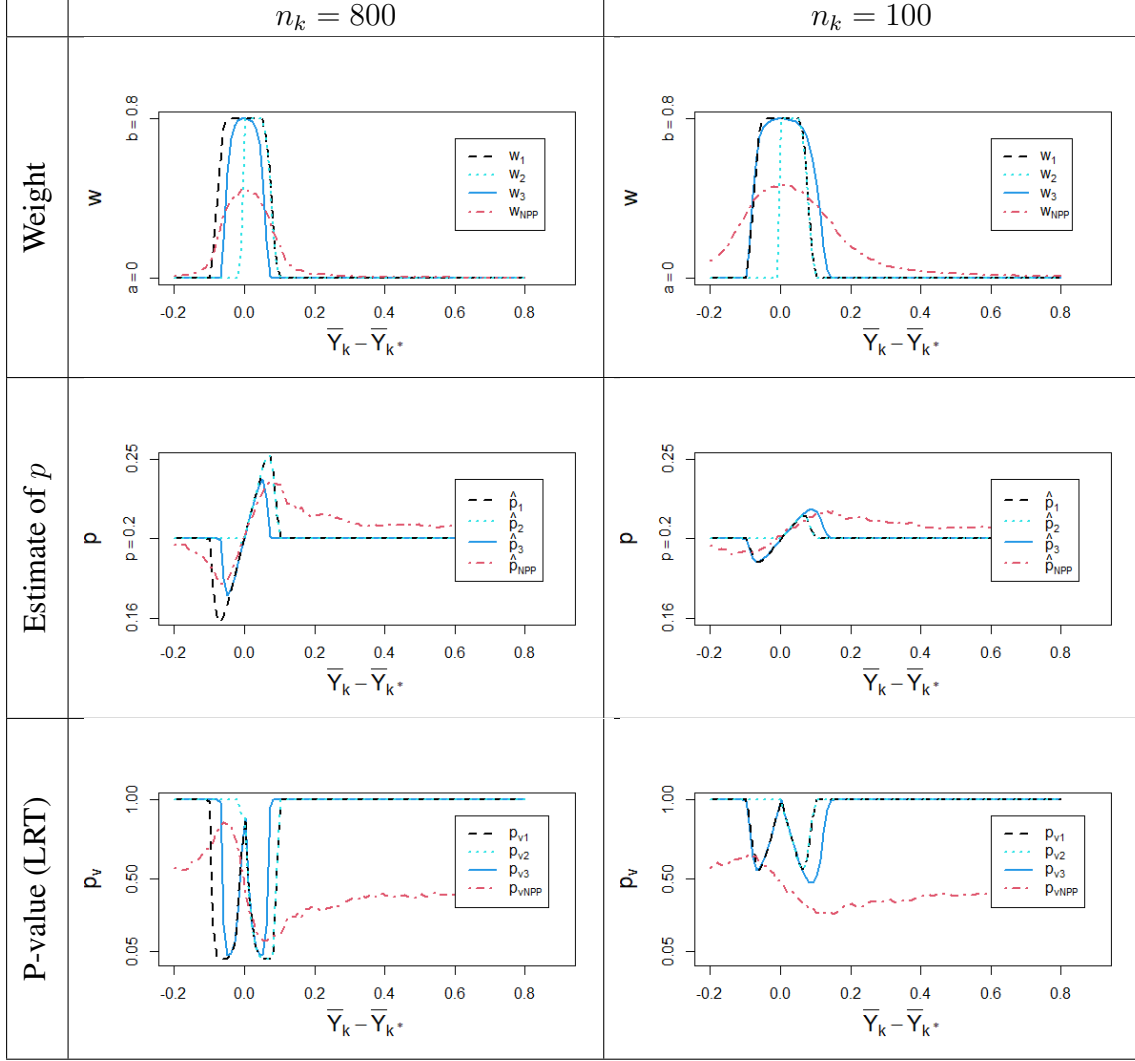 n_k = 800
n_k = 100
Weight
w
b = 0.8
a = 0
w_1
w_2
w_3
w_NPP
-0.2 0.0 0.2 0.4 0.6 0.8
Y̅_k − Y̅_k*
w
b = 0.8
a = 0
w_1
w_2
w_3
w_NPP
-0.2 0.0 0.2 0.4 0.6 0.8
Y̅_k − Y̅_k*
Estimate of p
p
0.25
p = 0.2
0.16
p̂_1
p̂_2
p̂_3
p̂_NPP
-0.2 0.0 0.2 0.4 0.6 0.8
Y̅_k − Y̅_k*
p
0.25
p = 0.2
0.16
p̂_1
p̂_2
p̂_3
p̂_NPP
-0.2 0.0 0.2 0.4 0.6 0.8
Y̅_k − Y̅_k*
P-value (LRT)
p_v
1.00
0.50
0.05
p_v1
p_v2
p_v3
p_vNPP
-0.2 0.0 0.2 0.4 0.6 0.8
Y̅_k − Y̅_k*
p_v
1.00
0.50
0.05
p_v1
p_v2
p_v3
p_vNPP
-0.2 0.0 0.2 0.4 0.6 0.8
Y̅_k − Y̅_k*